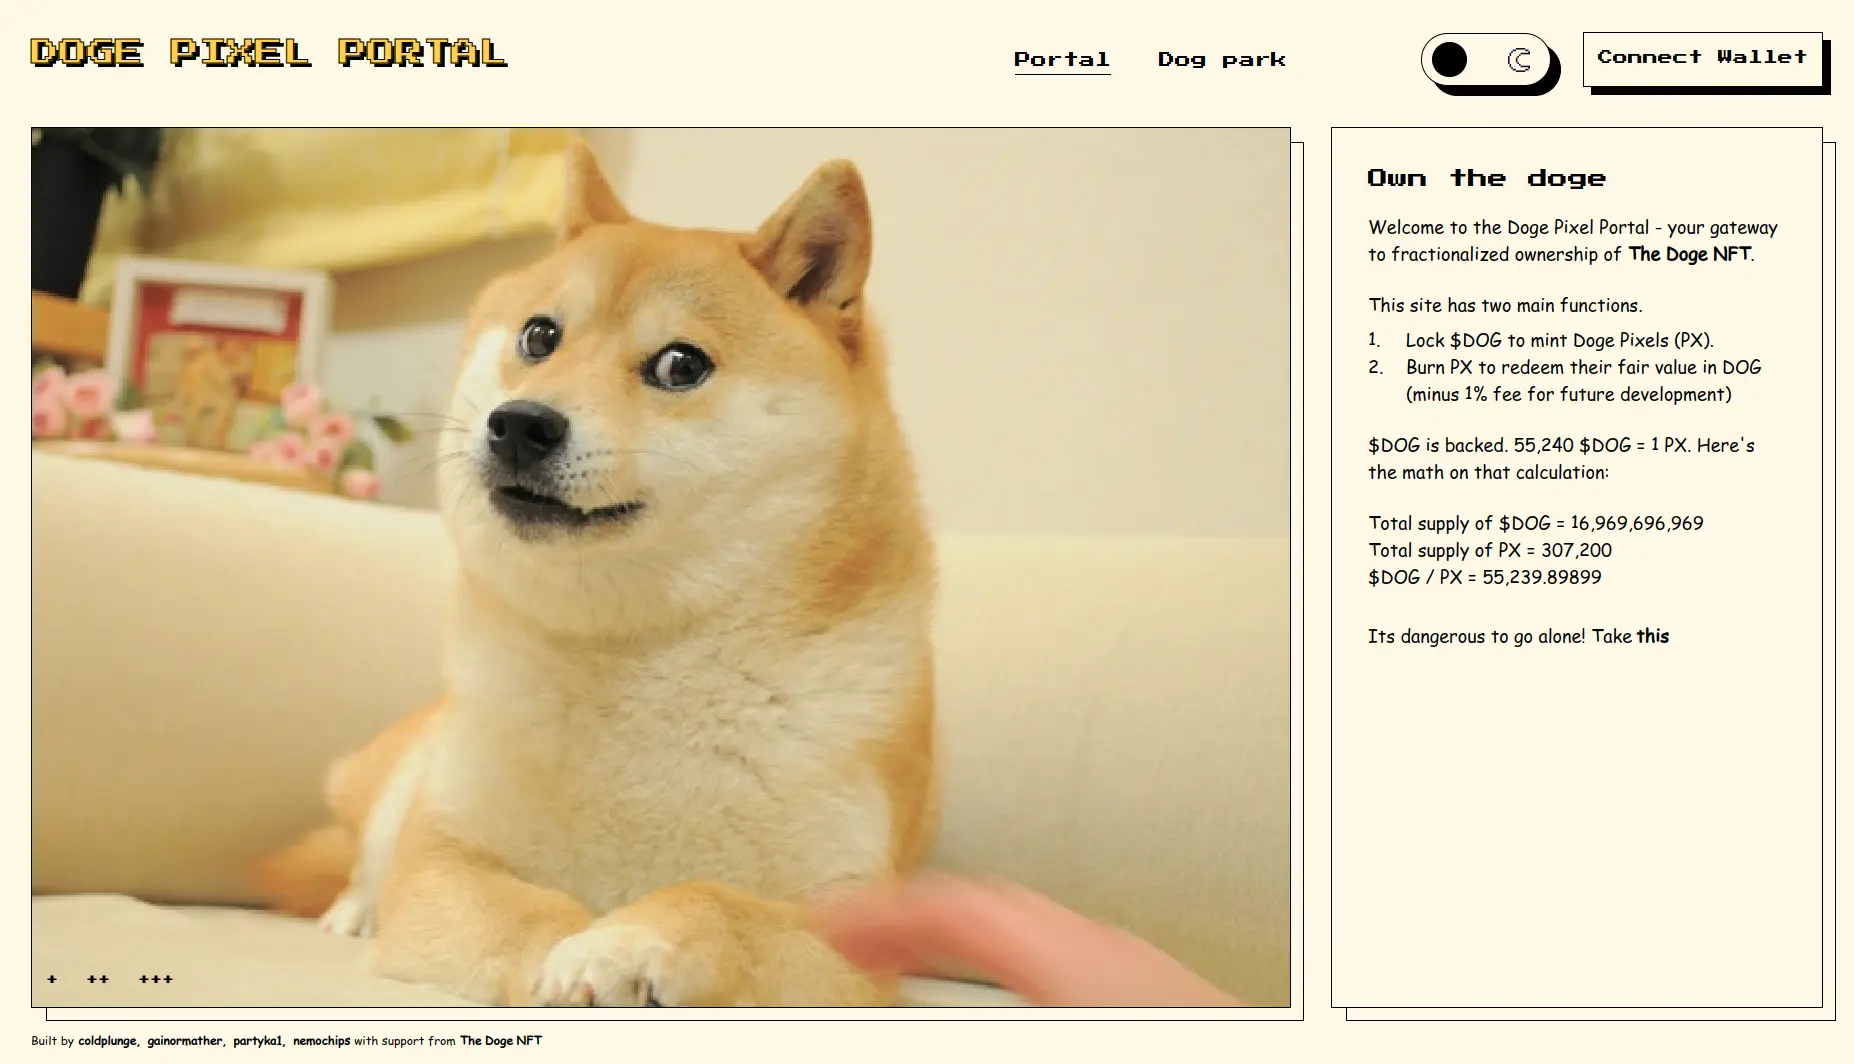 DOGE PIXEL PORTAL
Portal
Dog park
Connect Wallet
Own the doge
Welcome to the Doge Pixel Portal - your gateway
to fractionalized ownership of The Doge NFT.
This site has two main functions.
1. Lock $DOG to mint Doge Pixels (PX).
2. Burn PX to redeem their fair value in DOG
(minus 1% fee for future development)
$DOG is backed. 55,240 $DOG = 1 PX. Here's
the math on that calculation:
Total supply of $DOG = 16,969,696,969
Total supply of PX = 307,200
$DOG / PX = 55,239.89899
Its dangerous to go alone! Take this
+ ++ +++
Built by coldplunge, gainormather, partyka1, nemochips with support from The Doge NFT